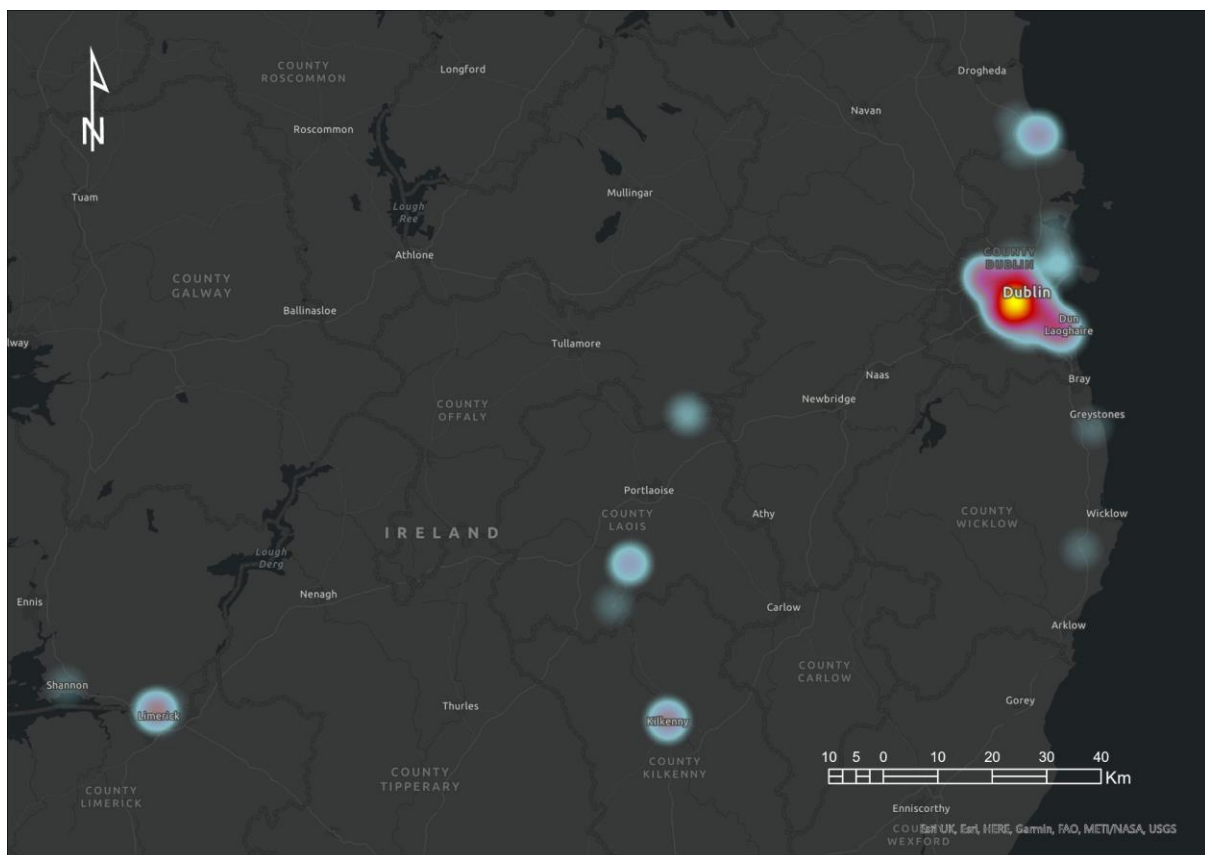 COUNTY
ROSCOMMON
Longford
Drogheda
Navan
Roscommon
N
Mullingar
Tuam
Lough
Ree
Athlone
COUNTY
DUBLIN
COUNTY
GALWAY
Dublin
Ballinasloe
Dun
Laoghaire
lway
Tullamore
Naas
Bray
Newbridge
COUNTY
OFFALY
Greystones
Portlaoise
COUNTY
LAOIS
Athy
COUNTY
WICKLOW
Wicklow
IRELAND
Lough
Derg
Nenagh
Ennis
Carlow
Arklow
COUNTY
CARLOW
Shannon
Limerick
Thurles
Kilkenny
Gorey
COUNTY
KILKENNY
10 5 0 10 20 30 40
Km
COUNTY
TIPPERARY
COUNTY
LIMERICK
Enniscorthy
COUNTY
WEXFORD
Esri UK, Esri, HERE, Garmin, FAO, METI/NASA, USGS